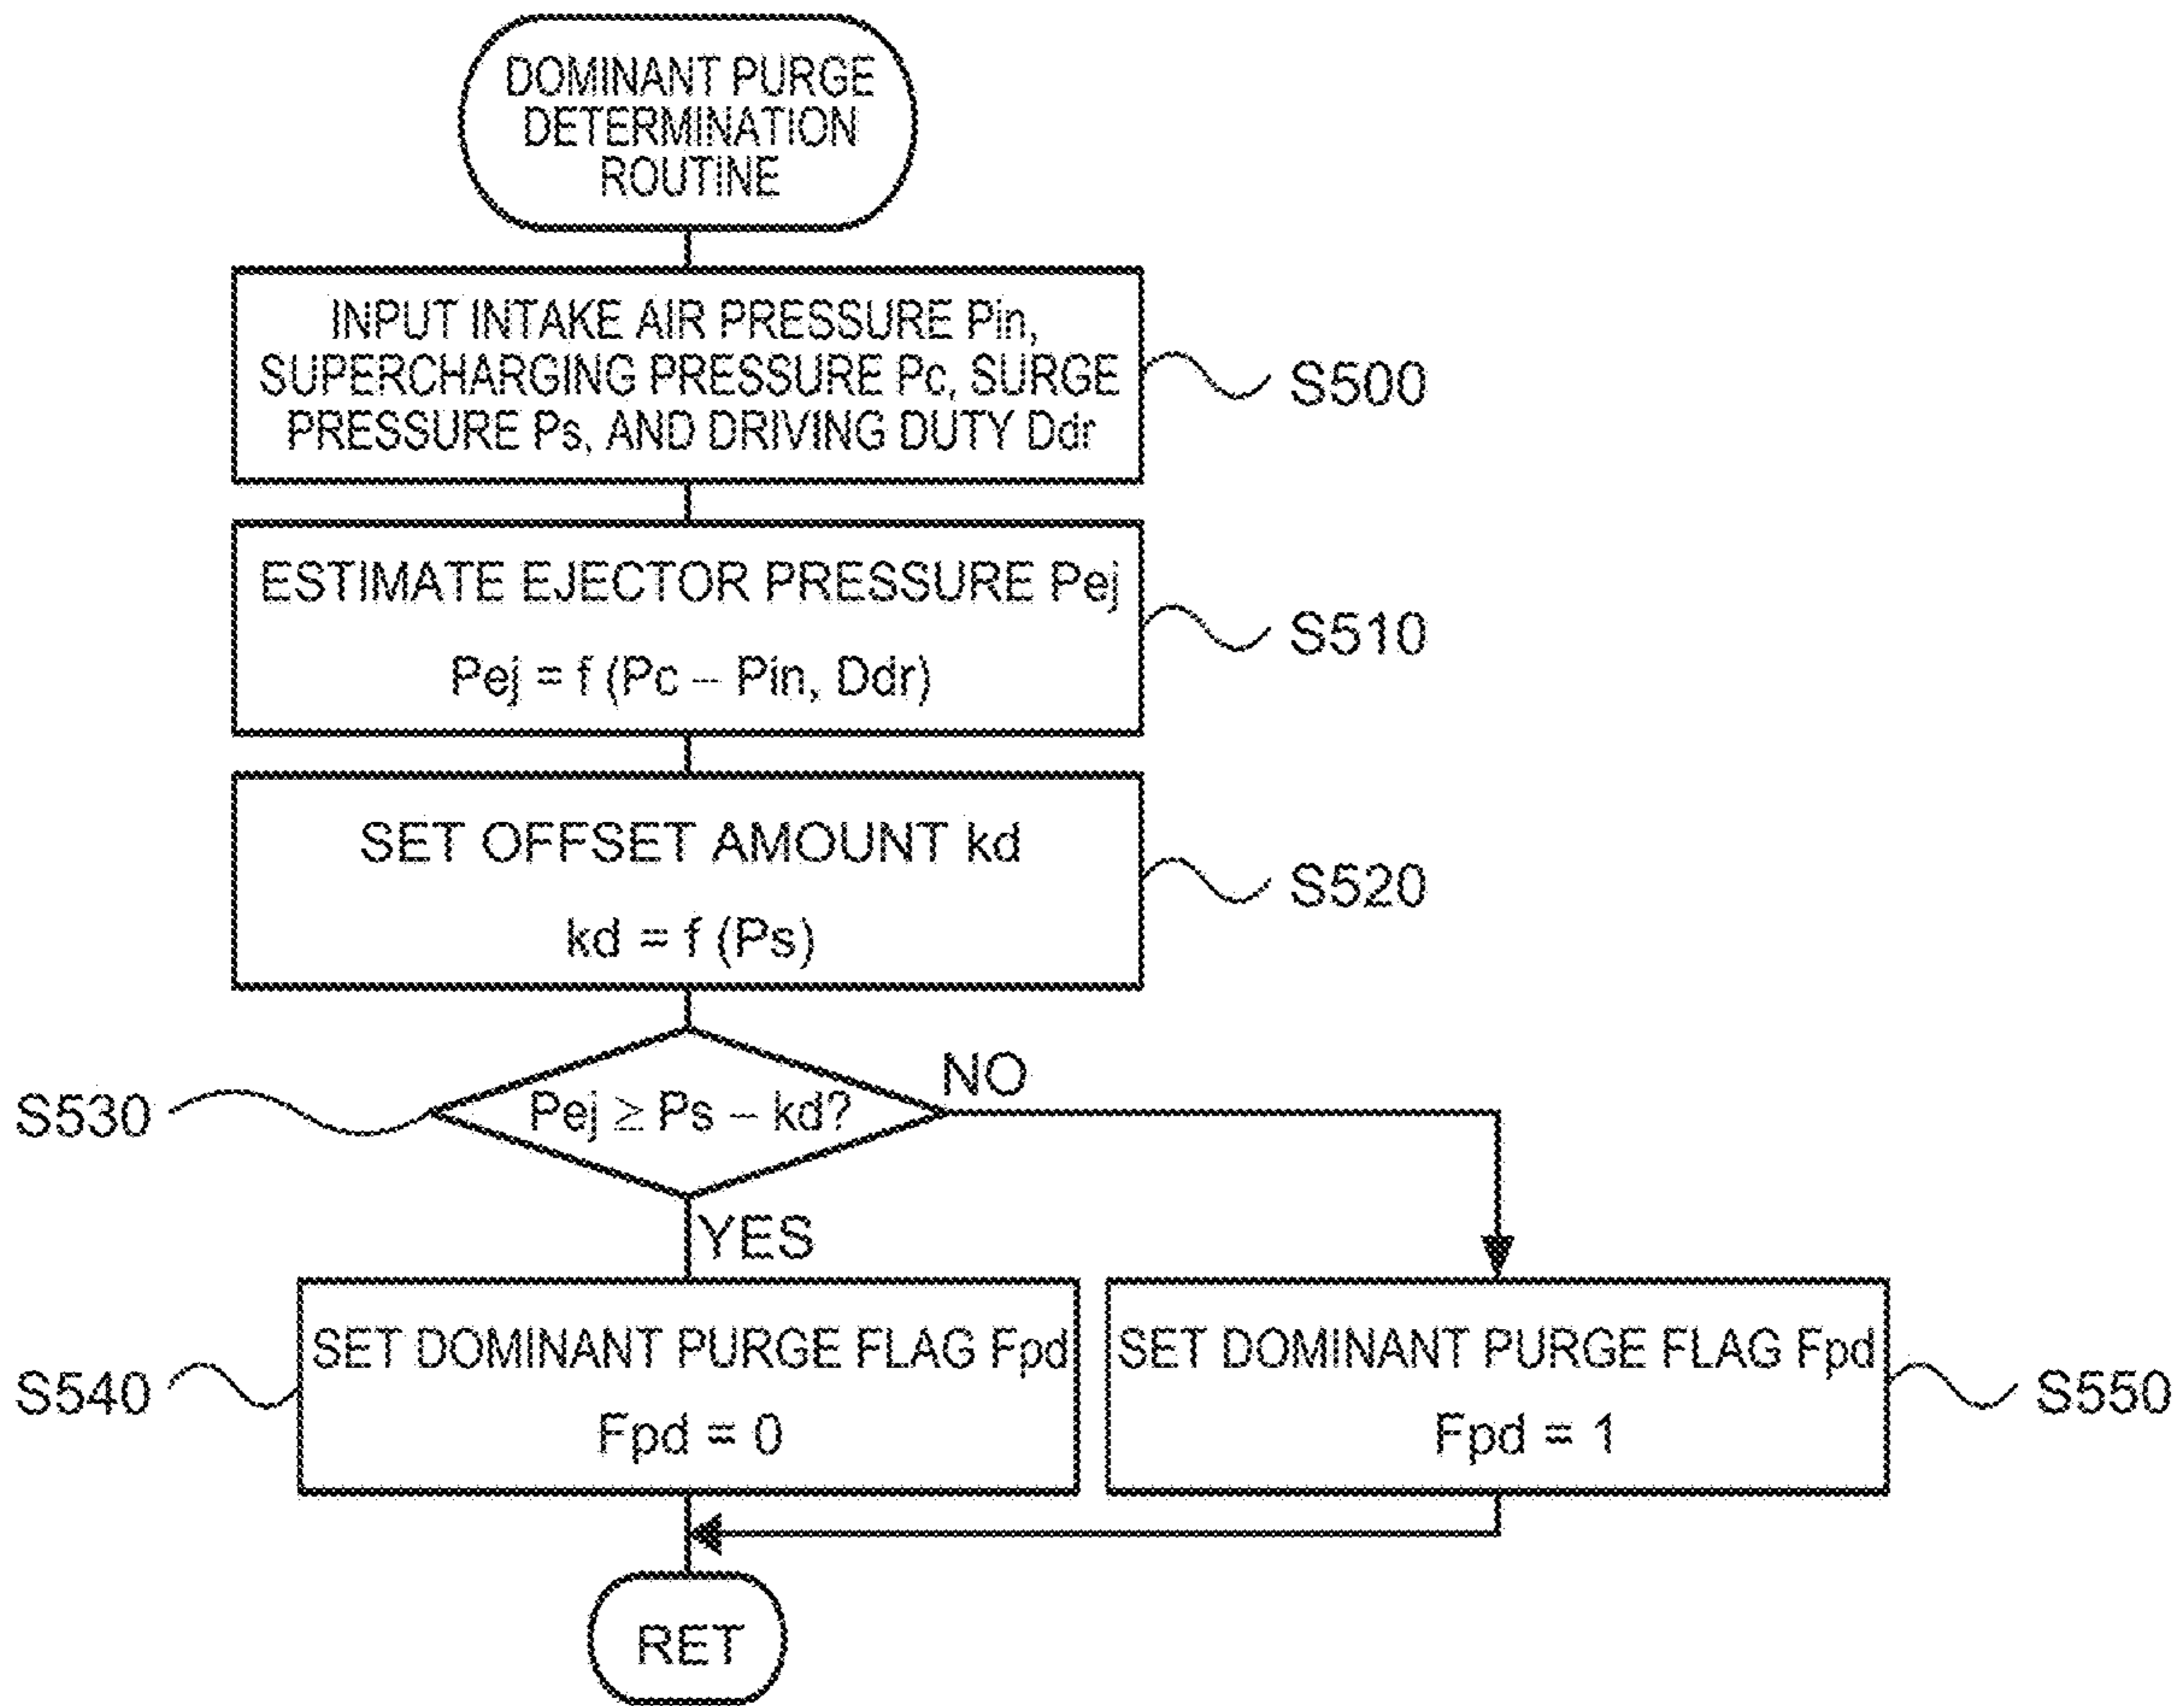 DOMINANT PURGE
DETERMINATION
ROUTINE
INPUT INTAKE AIR PRESSURE Pin,
SUPERCHARGING PRESSURE Pc, SURGE
PRESSURE Ps, AND DRIVING DUTY Ddr
S500
ESTIMATE EJECTOR PRESSURE Pej
Pej = f (Pc – Pin, Ddr)
S510
SET OFFSET AMOUNT kd
kd = f (Ps)
S520
S530
Pej ≥ Ps – kd?
NO
YES
S540
SET DOMINANT PURGE FLAG Fpd
Fpd = 0
SET DOMINANT PURGE FLAG Fpd
Fpd = 1
S550
RET